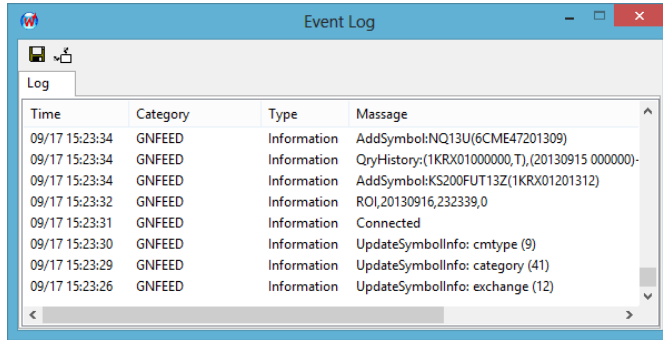 Event Log
Log
Time Category Type Massage
09/17 15:23:34 GNFEED Information AddSymbol:NQ13U(6CME47201309)
09/17 15:23:34 GNFEED Information QryHistory:(1KRX01000000,T),(20130915 000000)-
09/17 15:23:34 GNFEED Information AddSymbol:KS200FUT13Z(1KRX01201312)
09/17 15:23:32 GNFEED Information ROI,20130916,232339,0
09/17 15:23:31 GNFEED Information Connected
09/17 15:23:30 GNFEED Information UpdateSymbolInfo: cmtype (9)
09/17 15:23:29 GNFEED Information UpdateSymbolInfo: category (41)
09/17 15:23:26 GNFEED Information UpdateSymbolInfo: exchange (12)